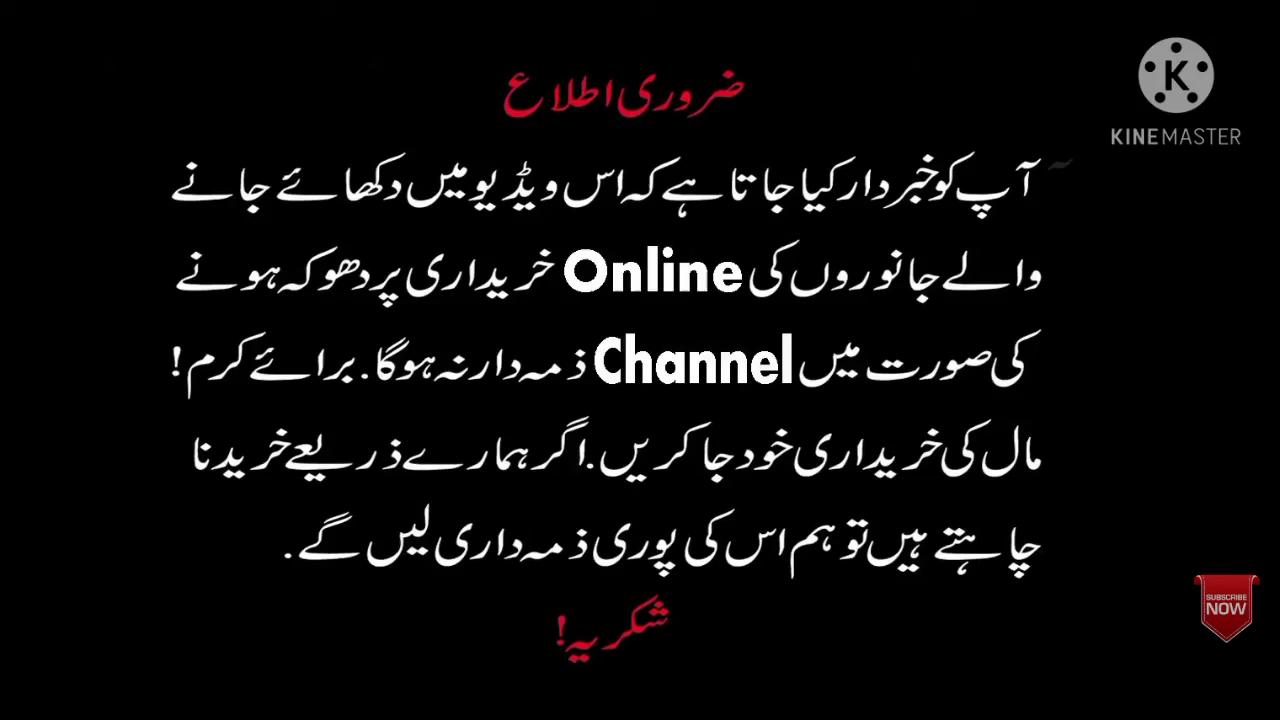 ضروری اطلاع
KINEMASTER
آپ کو خبردار کیا جاتا ہے کہ اس ویڈیو میں دکھائے جانے
والے جانوروں کی Online خریداری پر دھوکہ ہونے
کی صورت میں Channel ذمہ دار نہ ہوگا. برائے کرم!
مال کی خریداری خود جا کریں. اگر ہمارے ذریعے خریدنا
چاہتے ہیں تو ہم اس کی پوری ذمہ داری لیں گے.
SUBSCRIBE
NOW
شکریہ!